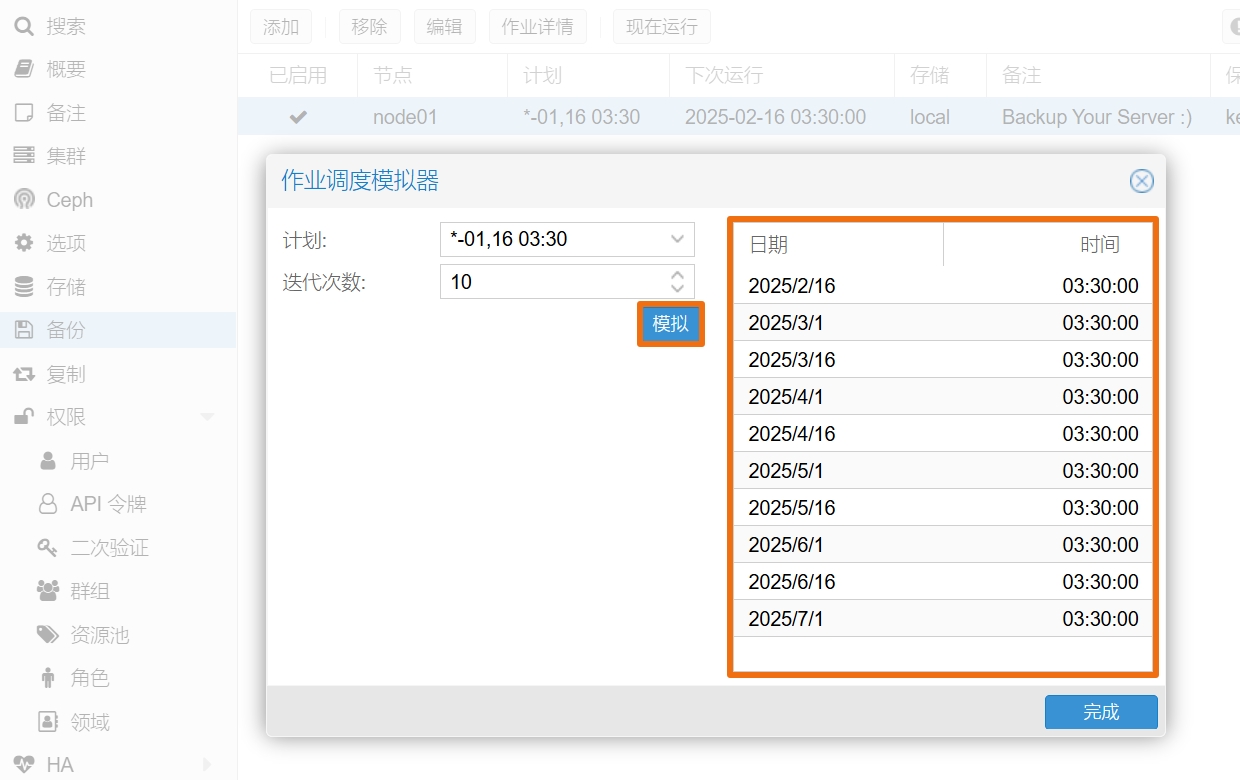 搜索
概要
备注
集群
Ceph
选项
存储
备份
复制
权限
用户
API 令牌
二次验证
群组
资源池
角色
领域
HA
添加 移除 编辑 作业详情 现在运行
已启用 节点 计划 下次运行 存储 备注 保
node01 *-01,16 03:30 2025-02-16 03:30:00 local Backup Your Server :) ke
作业调度模拟器
计划: *-01,16 03:30
迭代次数: 10
模拟
日期 时间
2025/2/16 03:30:00
2025/3/1 03:30:00
2025/3/16 03:30:00
2025/4/1 03:30:00
2025/4/16 03:30:00
2025/5/1 03:30:00
2025/5/16 03:30:00
2025/6/1 03:30:00
2025/6/16 03:30:00
2025/7/1 03:30:00
完成